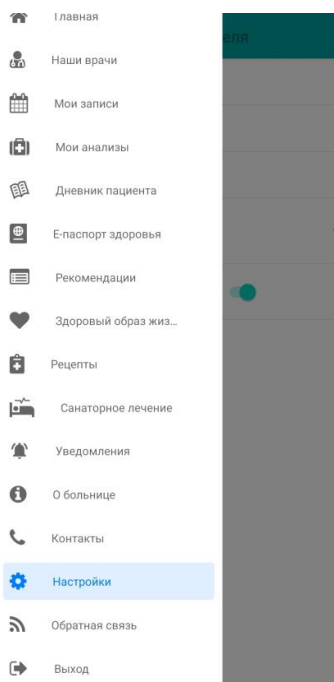 Главная
Наши врачи
Мои записи
Мои анализы
Дневник пациента
Е-паспорт здоровья
Рекомендации
Здоровый образ жиз...
Рецепты
Санаторное лечение
Уведомления
О больнице
Контакты
Настройки
Обратная связь
Выход